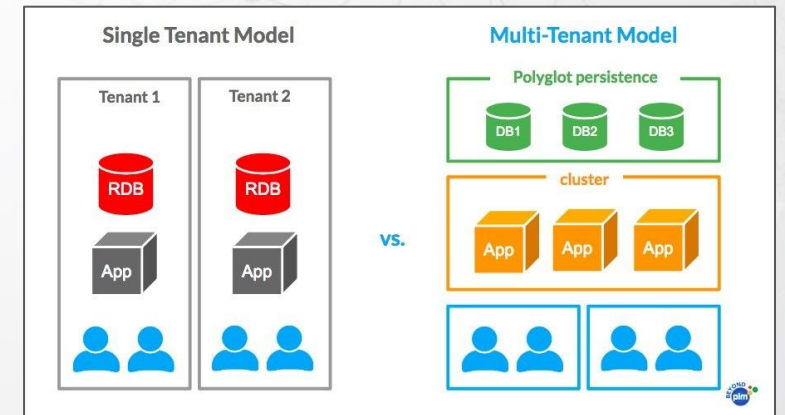 Single Tenant Model
Tenant 1
RDB
App
Tenant 2
RDB
App
vs.
Multi-Tenant Model
Polyglot persistence
DB1
DB2
DB3
cluster
App
App
App
BEYOND
plm